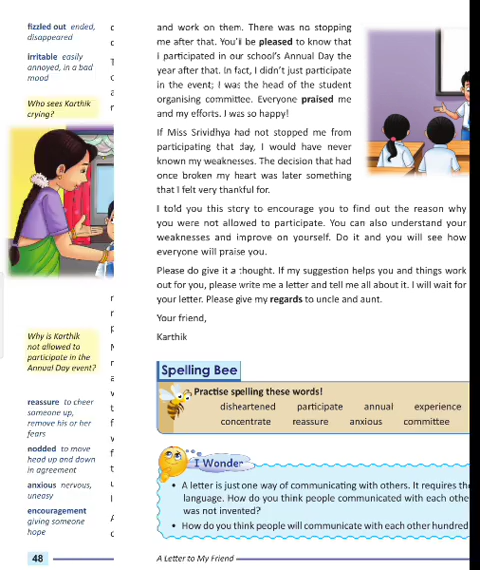 fizzled out ended,
disappeared
irritable easily
annoyed, in a bad
mood
Who sees Karthik
crying?
Why is Karthik
not allowed to
participate in the
Annual Day event?
reassure to cheer
someone up,
remove his or her
fears
nodded to move
head up and down
in agreement
anxious nervous,
uneasy
encouragement
giving someone
hope
48
and work on them. There was no stopping
me after that. You'll be pleased to know that
I participated in our school's Annual Day the
year after that. In fact, I didn't just participate
in the event; I was the head of the student
organising committee. Everyone praised me
and my efforts. I was so happy!
If Miss Srividhya had not stopped me from
participating that day, I would have never
known my weaknesses. The decision that had
once broken my heart was later something
that I felt very thankful for.
I told you this story to encourage you to find out the reason why
you were not allowed to participate. You can also understand your
weaknesses and improve on yourself. Do it and you will see how
everyone will praise you.
Please do give it a thought. If my suggestion helps you and things work
out for you, please write me a letter and tell me all about it. I will wait for
your letter. Please give my regards to uncle and aunt.
Your friend,
Karthik
Spelling Bee
Practise spelling these words!
disheartened participate annual experience
concentrate reassure anxious committee
I Wonder
• A letter is just one way of communicating with others. It requires
language. How do you think people communicated with each
was not invented?
• How do you think people will communicate with each other hundred
A Letter to My Friend